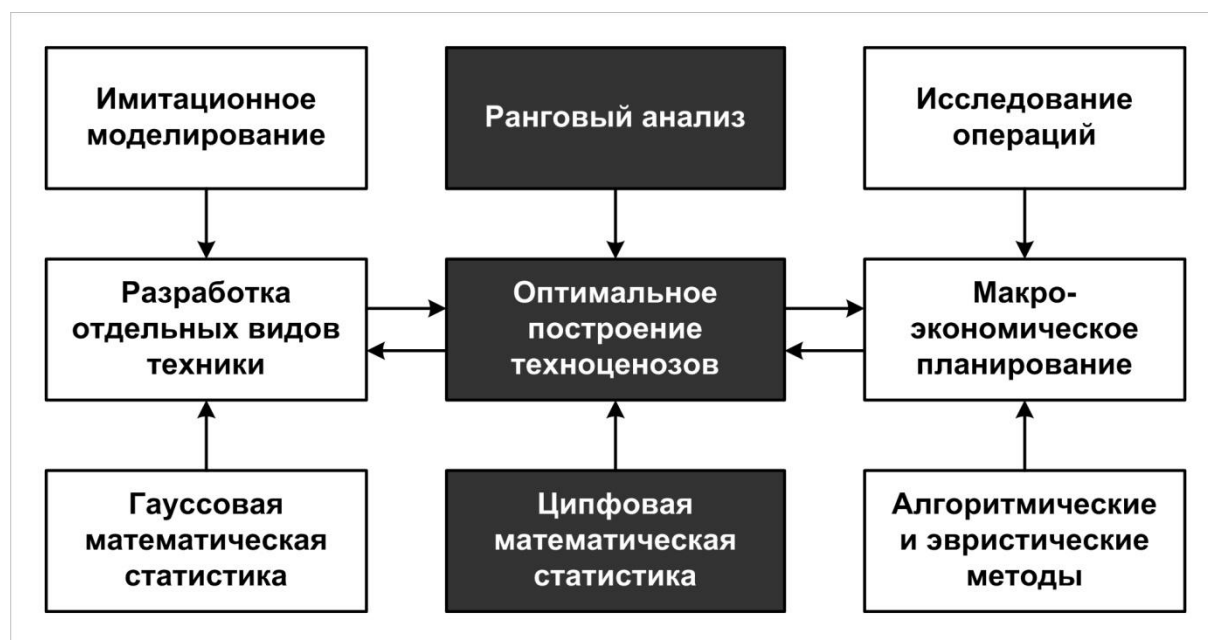 Имитационное
моделирование
Ранговый анализ
Исследование
операций
Разработка
отдельных видов
техники
Оптимальное
построение
техноценозов
Макро-
экономическое
планирование
Гауссовая
математическая
статистика
Ципфовая
математическая
статистика
Алгоритмические
и эвристические
методы